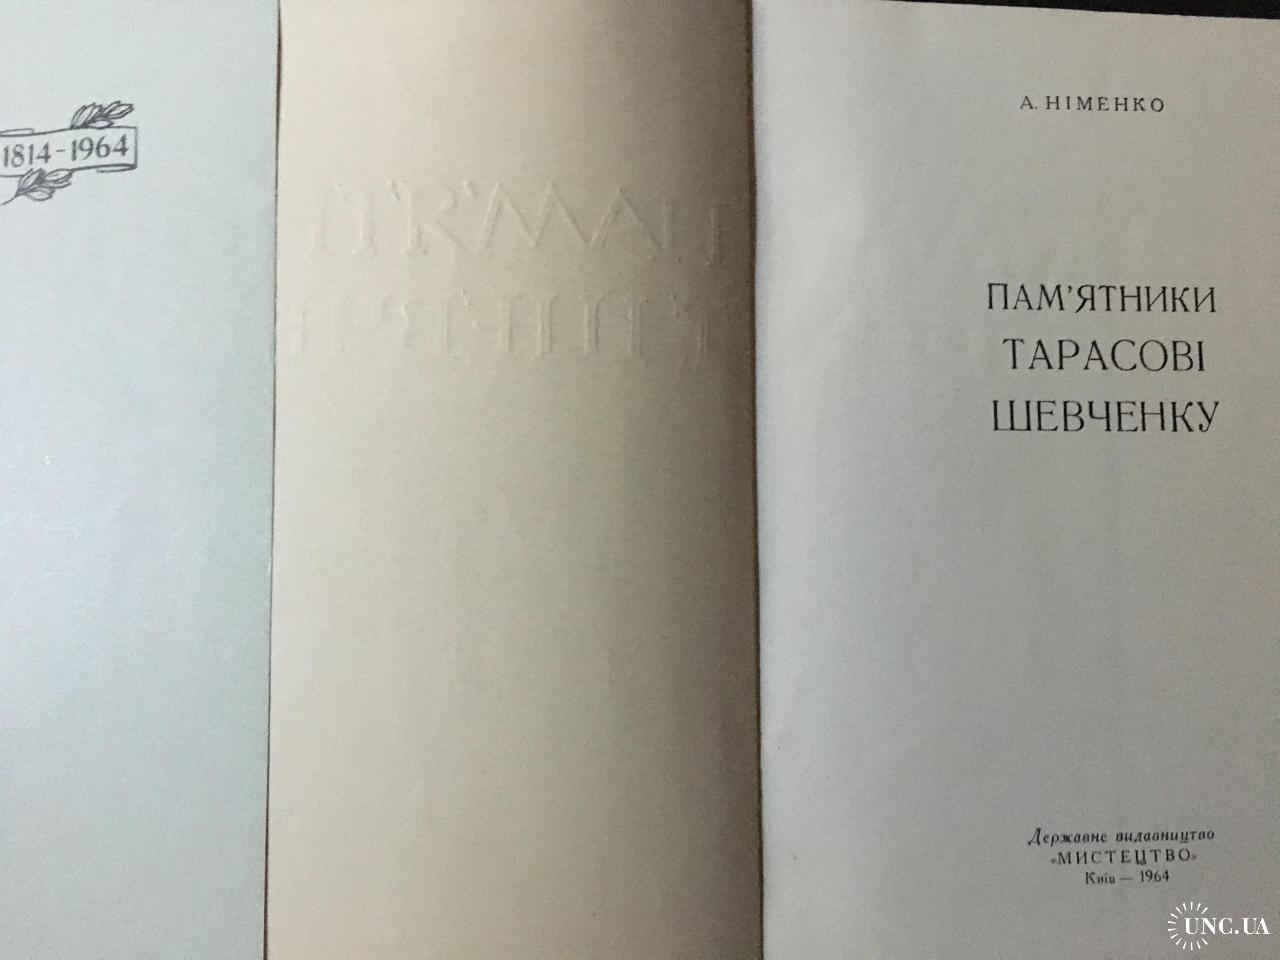 1814-1964
А. НІМЕНКО
ПАМ'ЯТНИКИ
ТАРАСОВІ
ШЕВЧЕНКУ
Державне видавництво
«МИСТЕЦТВО»
Київ — 1964
UNC.UA